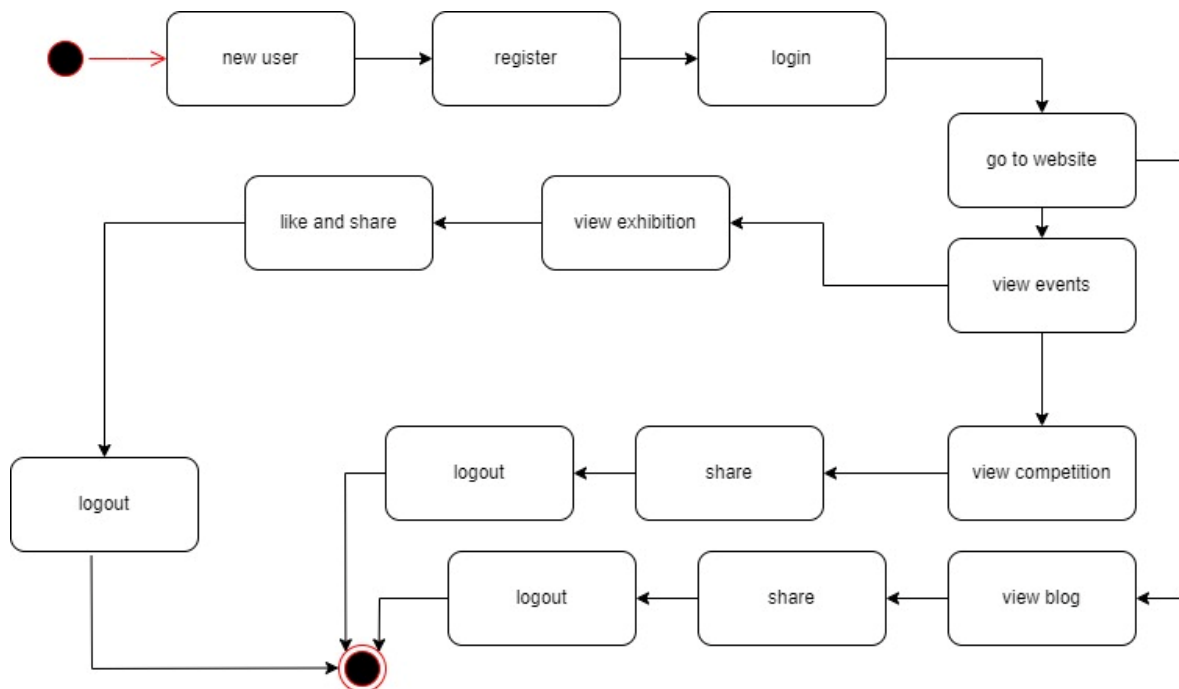 new user
register
login
go to website
like and share
view exhibition
view events
logout
share
view competition
logout
logout
share
view blog